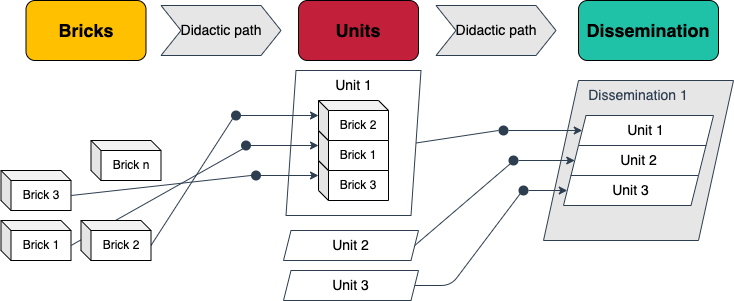 Bricks
Didactic path
Units
Didactic path
Dissemination
Unit 1
Brick 2
Brick 1
Brick 3
Brick n
Brick 3
Brick 1
Brick 2
Unit 2
Unit 3
Dissemination 1
Unit 1
Unit 2
Unit 3